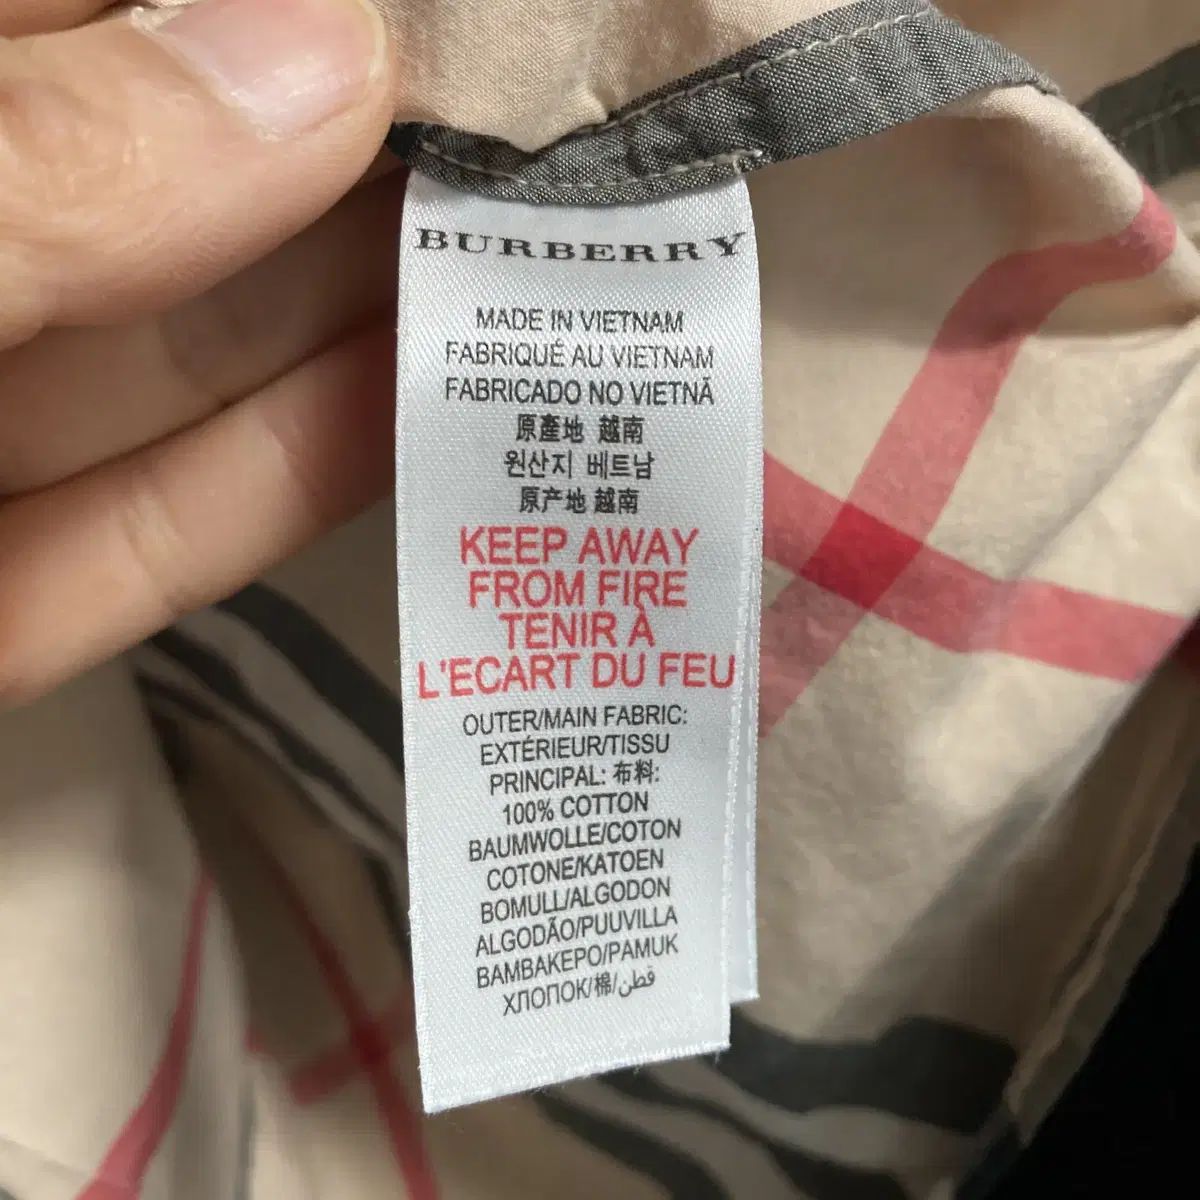 BURBERRY
MADE IN VIETNAM
FABRIQUÉ AU VIETNAM
FABRICADO NO VIETNÃ
原產地 越南
원산지 베트남
原产地 越南
KEEP AWAY
FROM FIRE
TENIR À
L'ECART DU FEU
OUTER/MAIN FABRIC:
EXTÉRIEUR/TISSU
PRINCIPAL: 布料:
100% COTTON
BAUMWOLLE/COTON
COTONE/KATOEN
BOMULL/ALGODON
ALGODÃO/PUUVILLA
ΒΑΜΒΑΚΕΡΟ/PAMUK
ХЛОПОК/棉/قطن